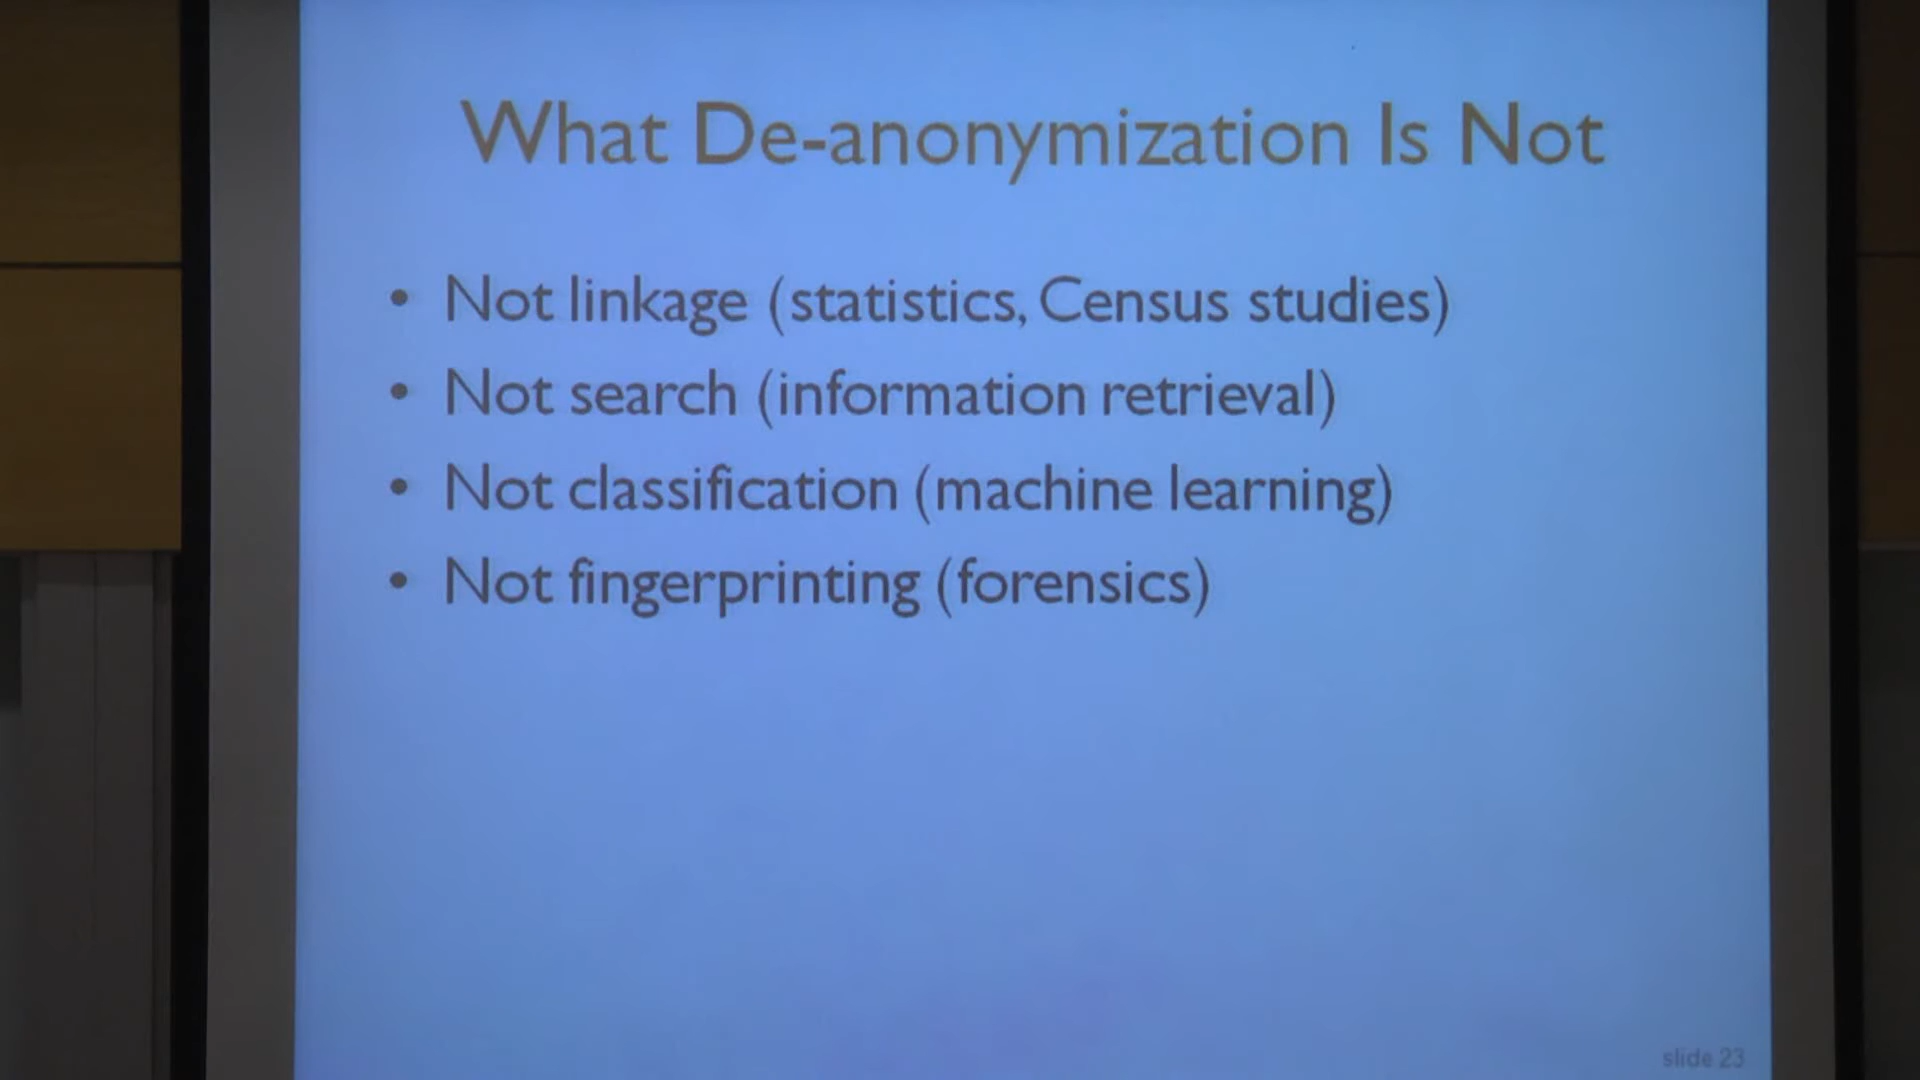 What De-anonymization Is Not
• Not linkage (statistics, Census studies)
• Not search (information retrieval)
• Not classification (machine learning)
• Not fingerprinting (forensics)
slide 23